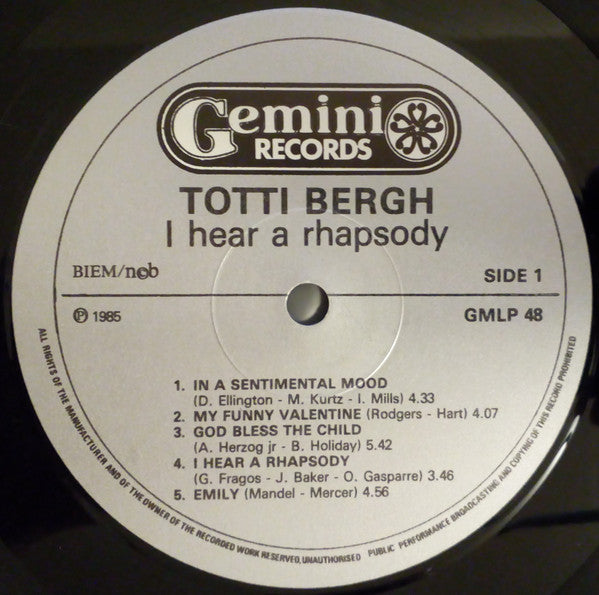 Gemini
RECORDS
TOTTI BERGH
I hear a rhapsody
BIEM/ncb
SIDE 1
℗ 1985
GMLP 48
1. IN A SENTIMENTAL MOOD
(D. Ellington - M. Kurtz - I. Mills) 4.33
2. MY FUNNY VALENTINE (Rodgers - Hart) 4.07
3. GOD BLESS THE CHILD
(A. Herzog jr - B. Holiday) 5.42
4. I HEAR A RHAPSODY
(G. Fragos - J. Baker - O. Gasparre) 3.46
5. EMILY (Mandel - Mercer) 4.56
ALL RIGHTS OF THE MANUFACTURER AND OF THE OWNER OF THE RECORDED WORK RESERVED, UNAUTHORISED PUBLIC PERFORMANCE BROADCASTING AND COPYING OF THIS RECORD PROHIBITED